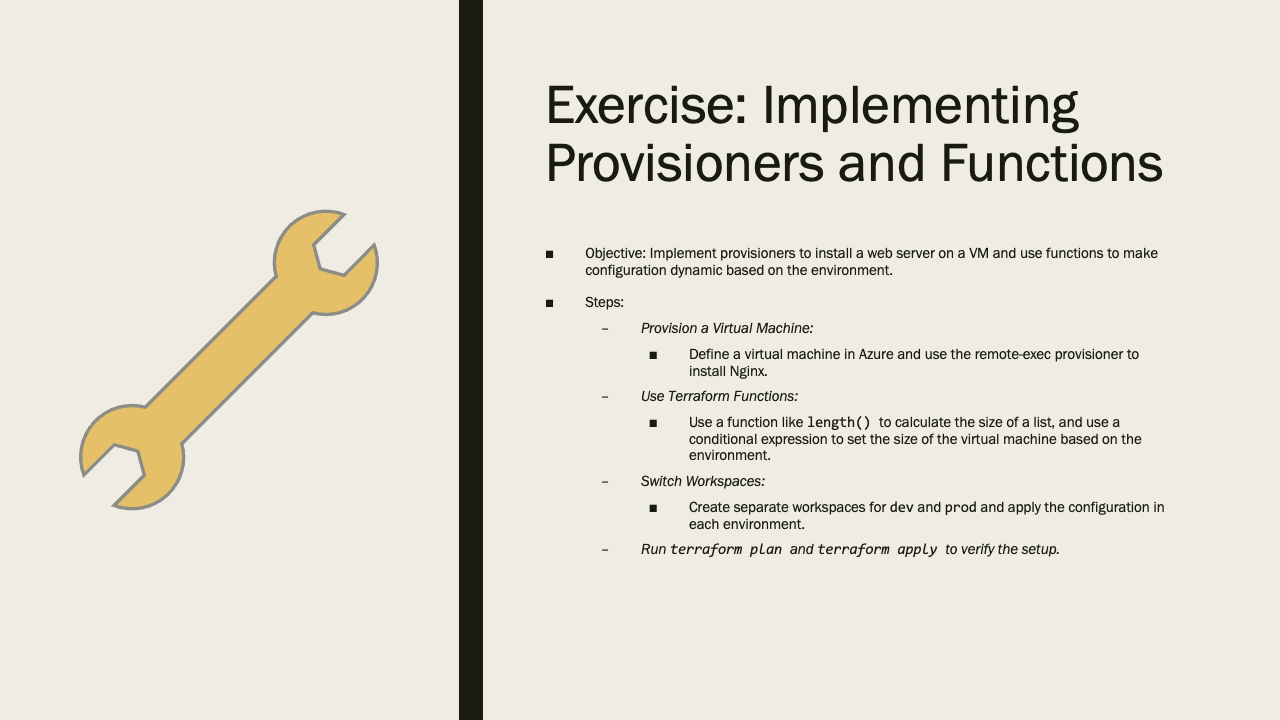 Exercise: Implementing
Provisioners and Functions
■ Objective: Implement provisioners to install a web server on a VM and use functions to make
configuration dynamic based on the environment.
■ Steps:
– Provision a Virtual Machine:
■ Define a virtual machine in Azure and use the remote-exec provisioner to
install Nginx.
– Use Terraform Functions:
■ Use a function like length() to calculate the size of a list, and use a
conditional expression to set the size of the virtual machine based on the
environment.
– Switch Workspaces:
■ Create separate workspaces for dev and prod and apply the configuration in
each environment.
– Run terraform plan and terraform apply to verify the setup.